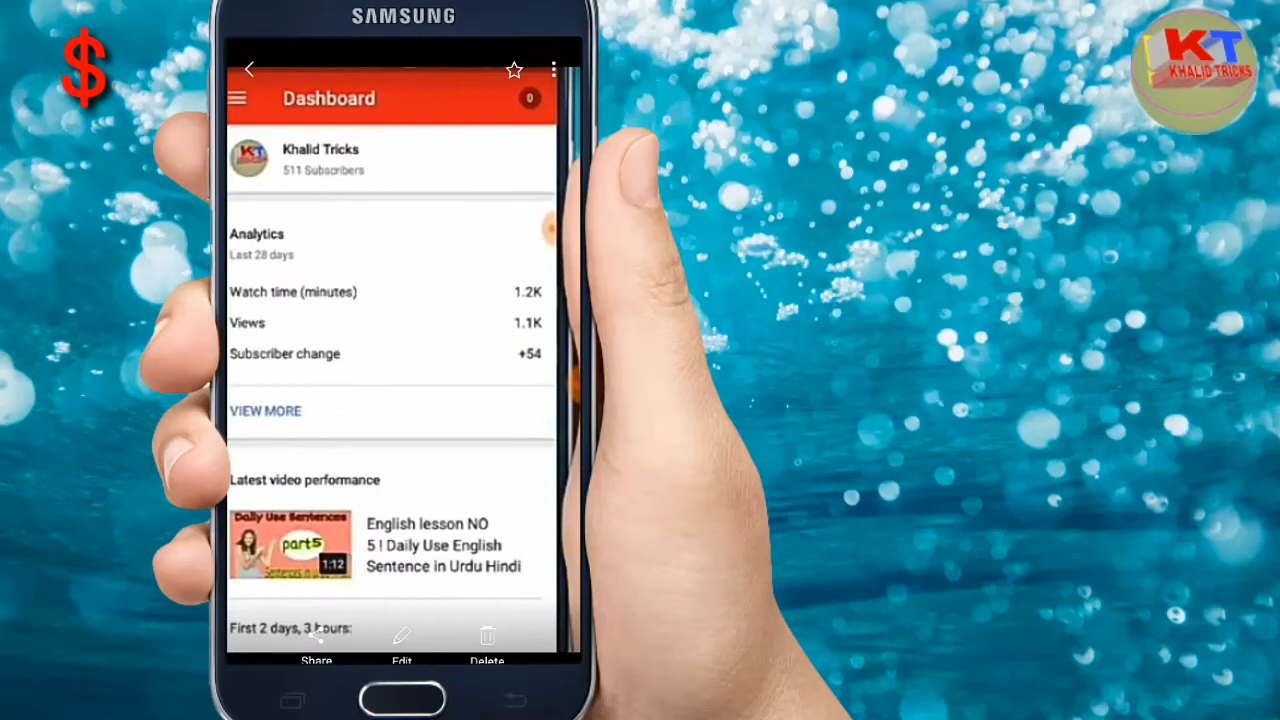 SAMSUNG
$
KT
KHALID TRICKS
Dashboard
0
Khalid Tricks
511 Subscribers
Analytics
Last 28 days
Watch time (minutes) 1.2K
Views 1.1K
Subscriber change +54
VIEW MORE
Latest video performance
Daily Use Sentences
part5
1:12
English lesson NO
5 ! Daily Use English
Sentence in Urdu Hindi
First 2 days, 3 hours:
Share Edit Delete